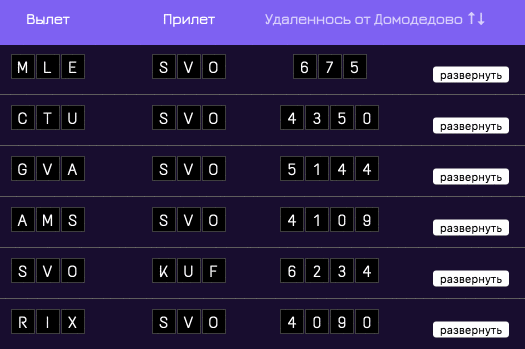 Вылет Прилет Удаленнось от Домодедово ↑↓
MLE SVO 675 развернуть
CTU SVO 4350 развернуть
GVA SVO 5144 развернуть
AMS SVO 4109 развернуть
SVO KUF 6234 развернуть
RIX SVO 4090 развернуть